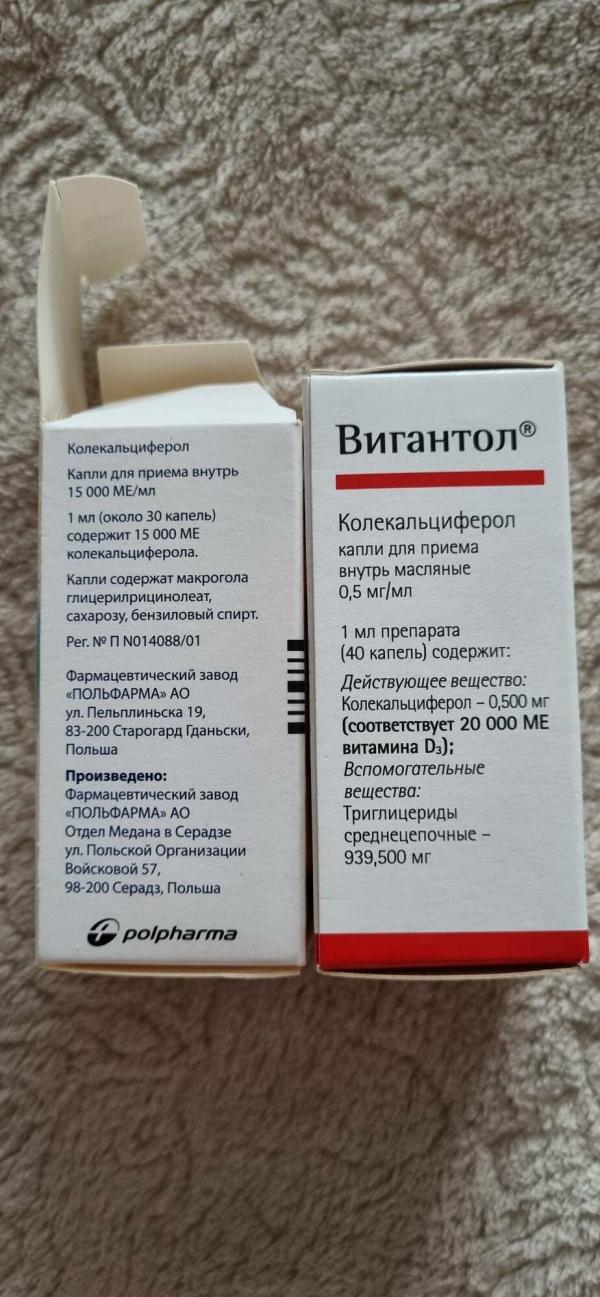 Колекальциферол
Капли для приема внутрь
15 000 МЕ/мл
1 мл (около 30 капель)
содержит 15 000 МЕ
колекальциферола.
Капли содержат макрогола
глицерилрицинолеат,
сахарозу, бензиловый спирт.
Рег. № П N014088/01
Фармацевтический завод
«ПОЛЬФАРМА» АО
ул. Пельплиньска 19,
83-200 Старогард Гданьски,
Польша
Произведено:
Фармацевтический завод
«ПОЛЬФАРМА» АО
Отдел Медана в Серадзе
ул. Польской Организации
Войсковой 57,
98-200 Серадз, Польша
polpharma
Вигантол®
Колекальциферол
капли для приема
внутрь масляные
0,5 мг/мл
1 мл препарата
(40 капель) содержит:
Действующее вещество:
Колекальциферол – 0,500 мг
(соответствует 20 000 МЕ
витамина D₃);
Вспомогательные
вещества:
Триглицериды
среднецепочные –
939,500 мг